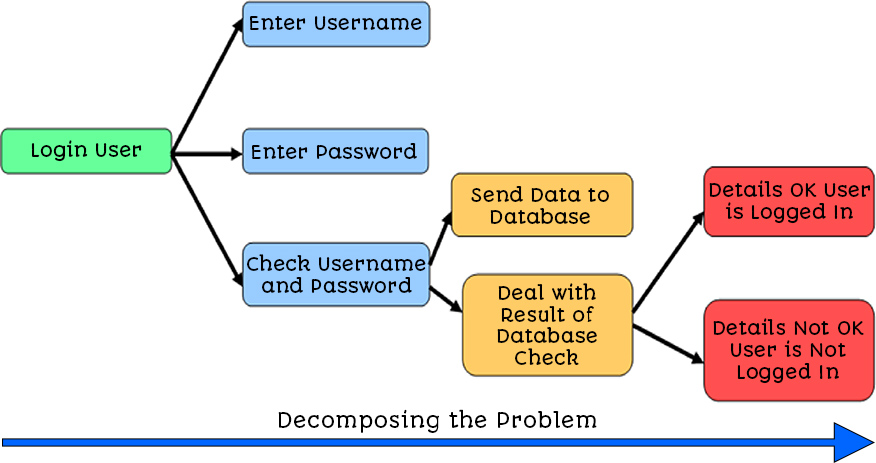 Enter Username
Login User
Enter Password
Check Username
and Password
Send Data to
Database
Deal with
Result of
Database
Check
Details OK User
is Logged In
Details Not OK
User is Not
Logged In
Decomposing the Problem